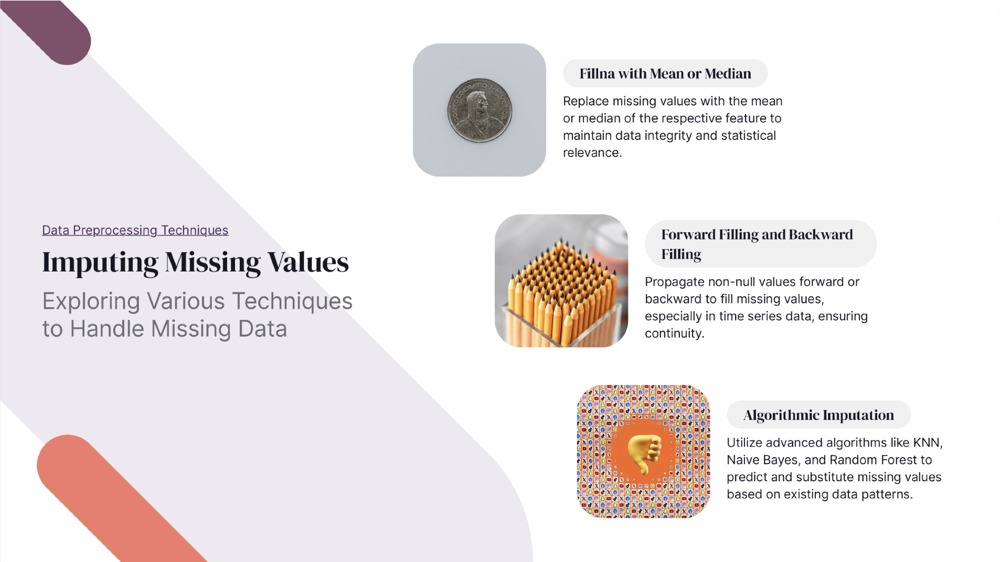 Data Preprocessing Techniques
Imputing Missing Values
Exploring Various Techniques
to Handle Missing Data
CONFOEDERATIO HELVETICA
Fillna with Mean or Median
Replace missing values with the mean
or median of the respective feature to
maintain data integrity and statistical
relevance.
Forward Filling and Backward
Filling
Propagate non-null values forward or
backward to fill missing values,
especially in time series data, ensuring
continuity.
Algorithmic Imputation
Utilize advanced algorithms like KNN,
Naive Bayes, and Random Forest to
predict and substitute missing values
based on existing data patterns.